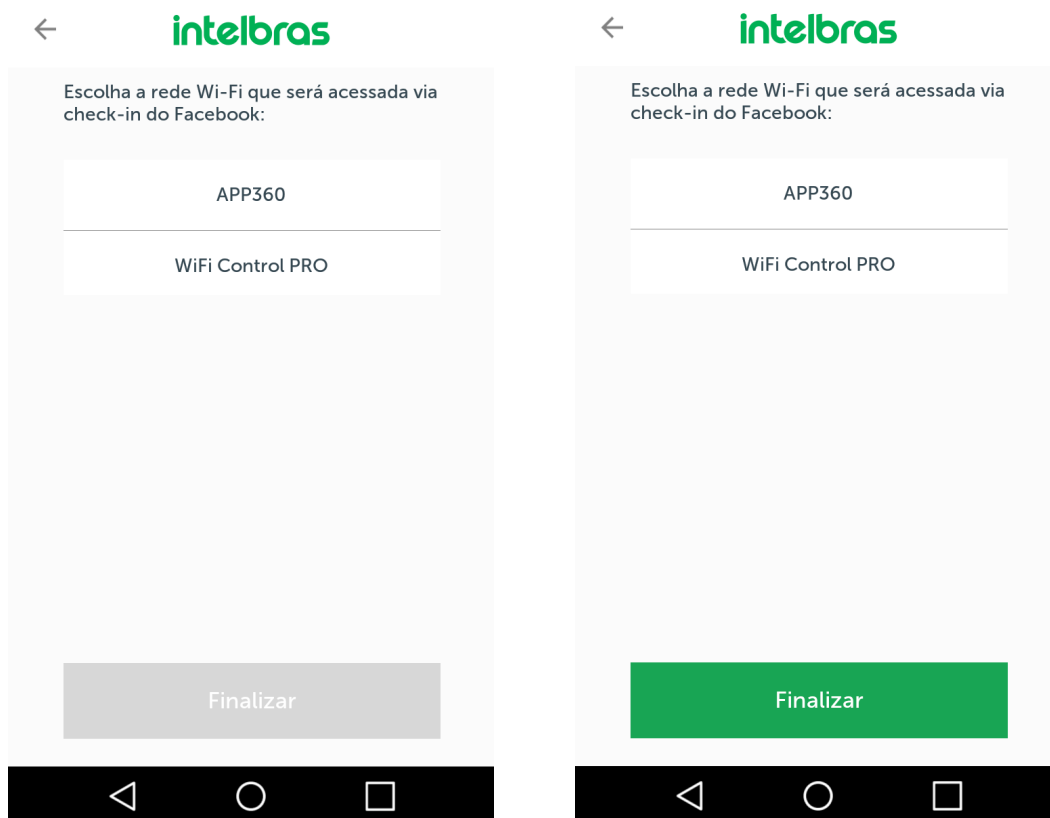 intelbras
Escolha a rede Wi-Fi que será acessada via
check-in do Facebook:
APP360
WiFi Control PRO
Finalizar
intelbras
Escolha a rede Wi-Fi que será acessada via
check-in do Facebook:
APP360
WiFi Control PRO
Finalizar